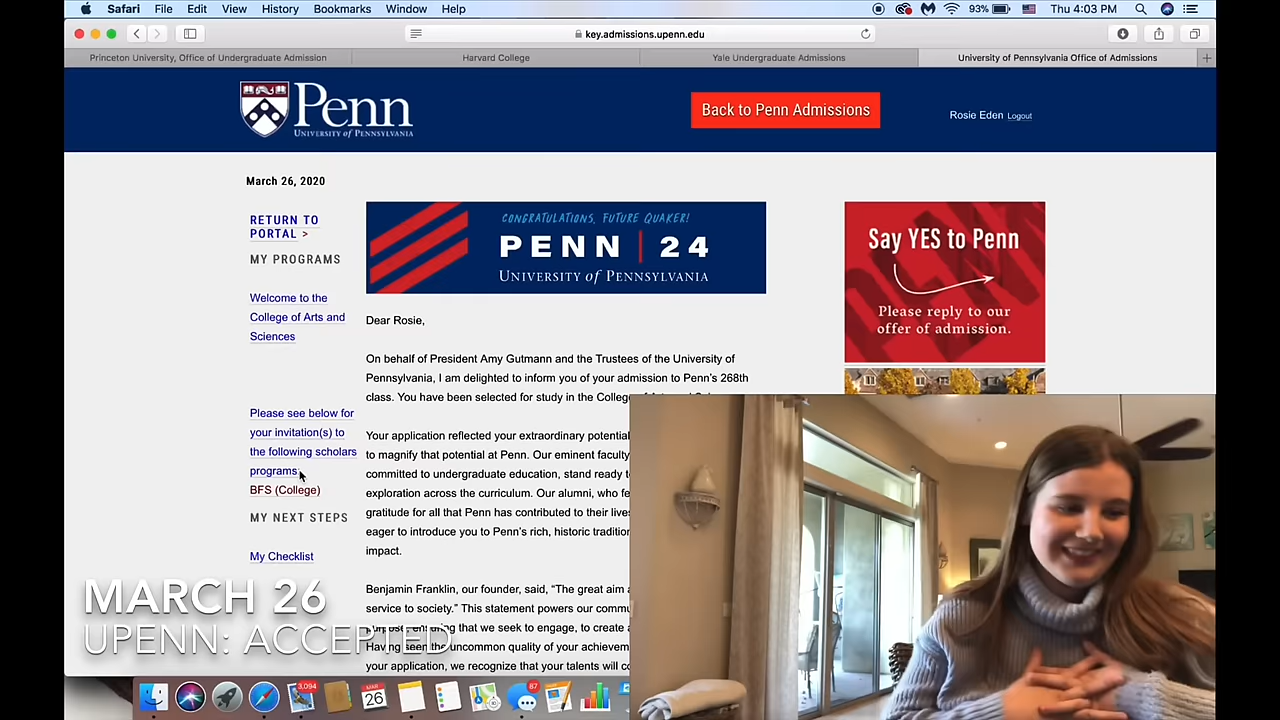 Safari File Edit View History Bookmarks Window Help
93% Thu 4:03 PM
key.admissions.upenn.edu
Princeton University, Office of Undergraduate Admission
Harvard College
Yale Undergraduate Admissions
University of Pennsylvania Office of Admissions
Penn
UNIVERSITY of PENNSYLVANIA
Back to Penn Admissions
Rosie Eden Logout
March 26, 2020
RETURN TO
PORTAL >
MY PROGRAMS
Welcome to the
College of Arts and
Sciences
Please see below for
your invitation(s) to
the following scholars
programs
BFS (College)
MY NEXT STEPS
My Checklist
CONGRATULATIONS, FUTURE QUAKER!
PENN | 24
UNIVERSITY of PENNSYLVANIA
Dear Rosie,
On behalf of President Amy Gutmann and the Trustees of the University of
Pennsylvania, I am delighted to inform you of your admission to Penn's 268th
class. You have been selected for study in the College
Your application reflected your extraordinary potential
to magnify that potential at Penn. Our eminent faculty
committed to undergraduate education, stand ready
exploration across the curriculum. Our alumni, who
gratitude for all that Penn has contributed to their
eager to introduce you to Penn's rich, historic
impact.
Benjamin Franklin, our founder, said, "The great aim
service to society." This statement powers our
ensuring that we seek to engage, to create
Having seen the uncommon quality of your
your application, we recognize that your talents will
Say YES to Penn
Please reply to our
offer of admission.
MARCH 26
UPENN: ACCEPTED
3,094
MAR
26
87